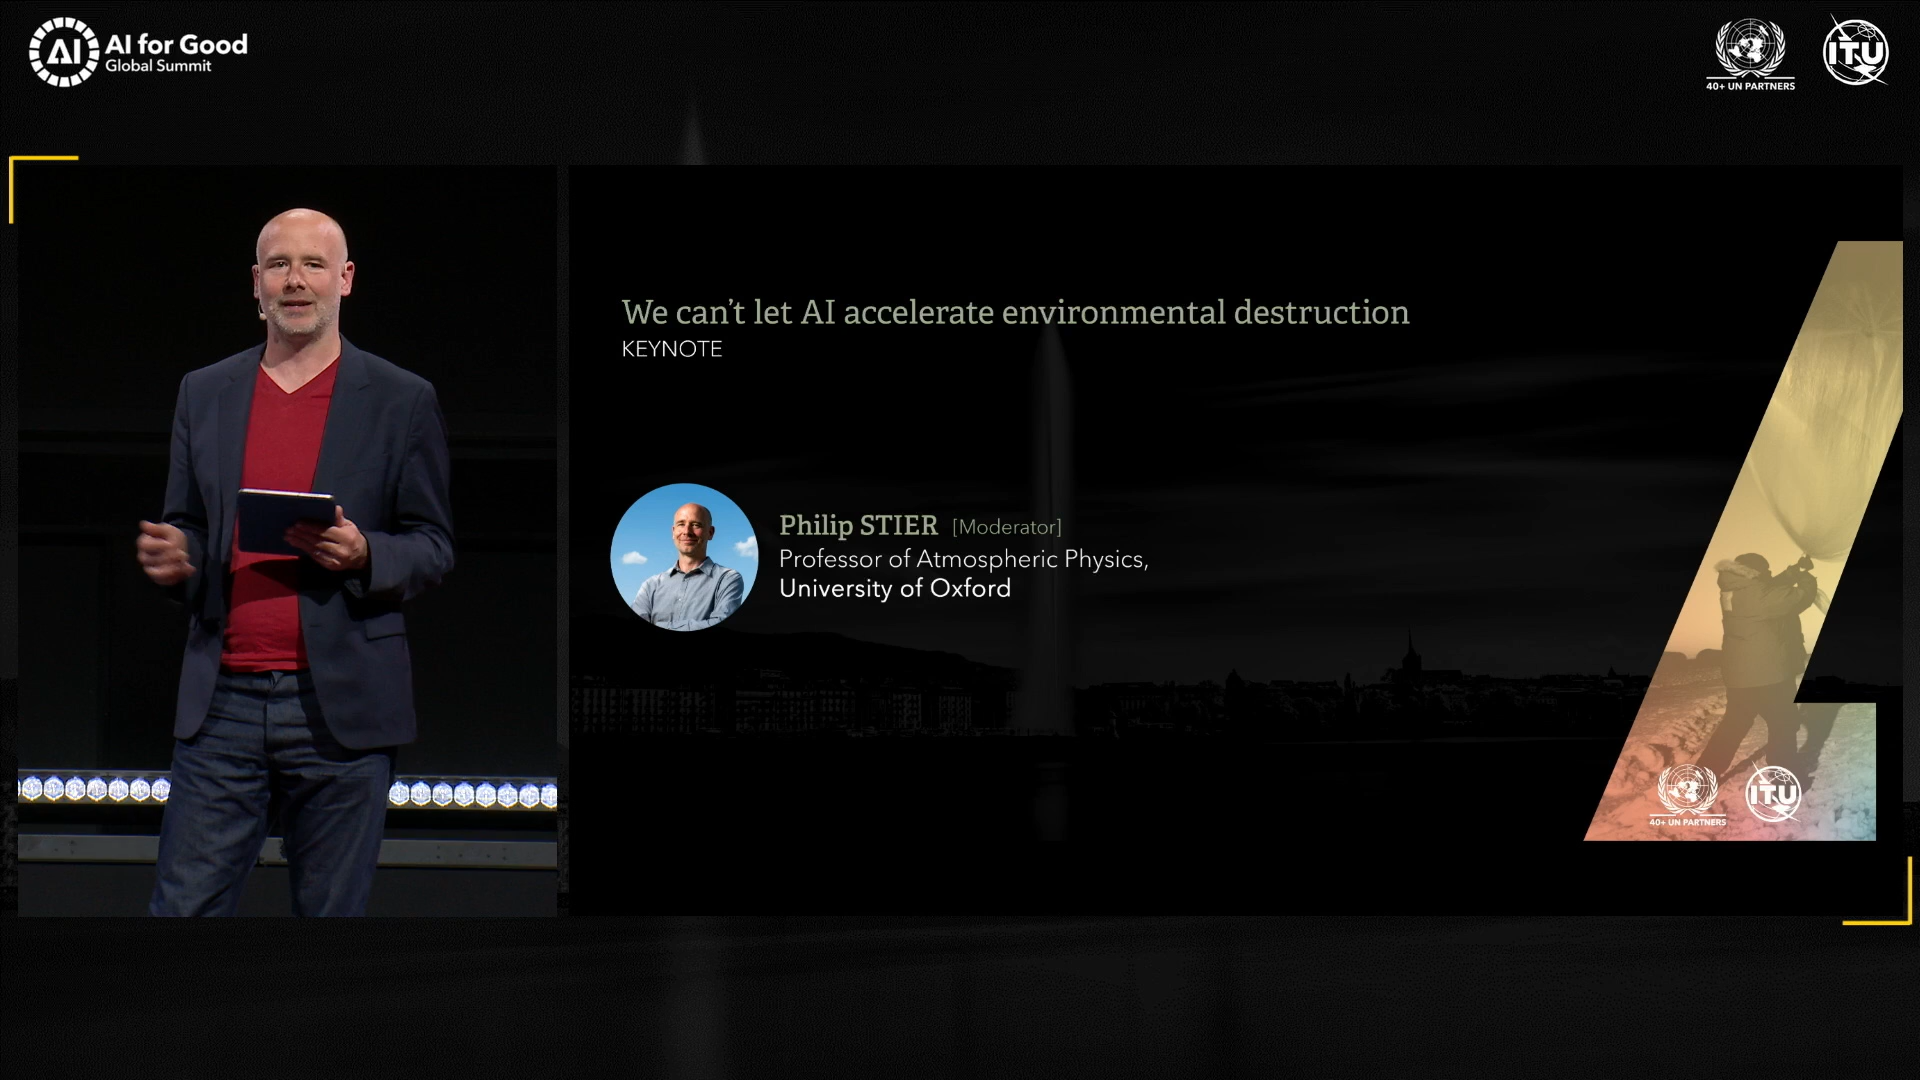 AI
AI for Good
Global Summit
40+ UN PARTNERS
ITU
We can't let AI accelerate environmental destruction
KEYNOTE
Philip STIER [Moderator]
Professor of Atmospheric Physics,
University of Oxford
40+ UN PARTNERS
ITU